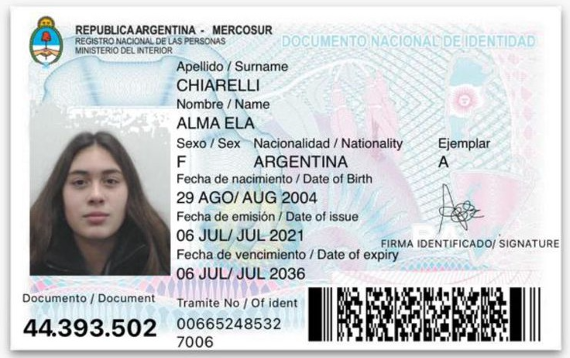 REPUBLICA ARGENTINA - MERCOSUR
REGISTRO NACIONAL DE LAS PERSONAS
MINISTERIO DEL INTERIOR
DOCUMENTO NACIONAL DE IDENTIDAD
Apellido / Surname
CHIARELLI
Nombre / Name
ALMA ELA
Sexo / Sex Nacionalidad / Nationality Ejemplar
F ARGENTINA A
Fecha de nacimiento / Date of Birth
29 AGO/ AUG 2004
Fecha de emisión / Date of issue
06 JUL/ JUL 2021
FIRMA IDENTIFICADO/ SIGNATURE
Fecha de vencimiento / Date of expiry
06 JUL/ JUL 2036
Documento / Document
44.393.502
Tramite No / Of ident
00665248532
7006